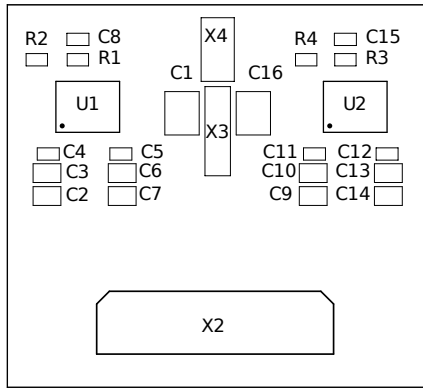 X4
R2 C8
R1
R4 C15
R3
C1 C16
U1
X3
U2
C4 C5
C3 C6
C2 C7
C11 C12
C10 C13
C9 C14
X2